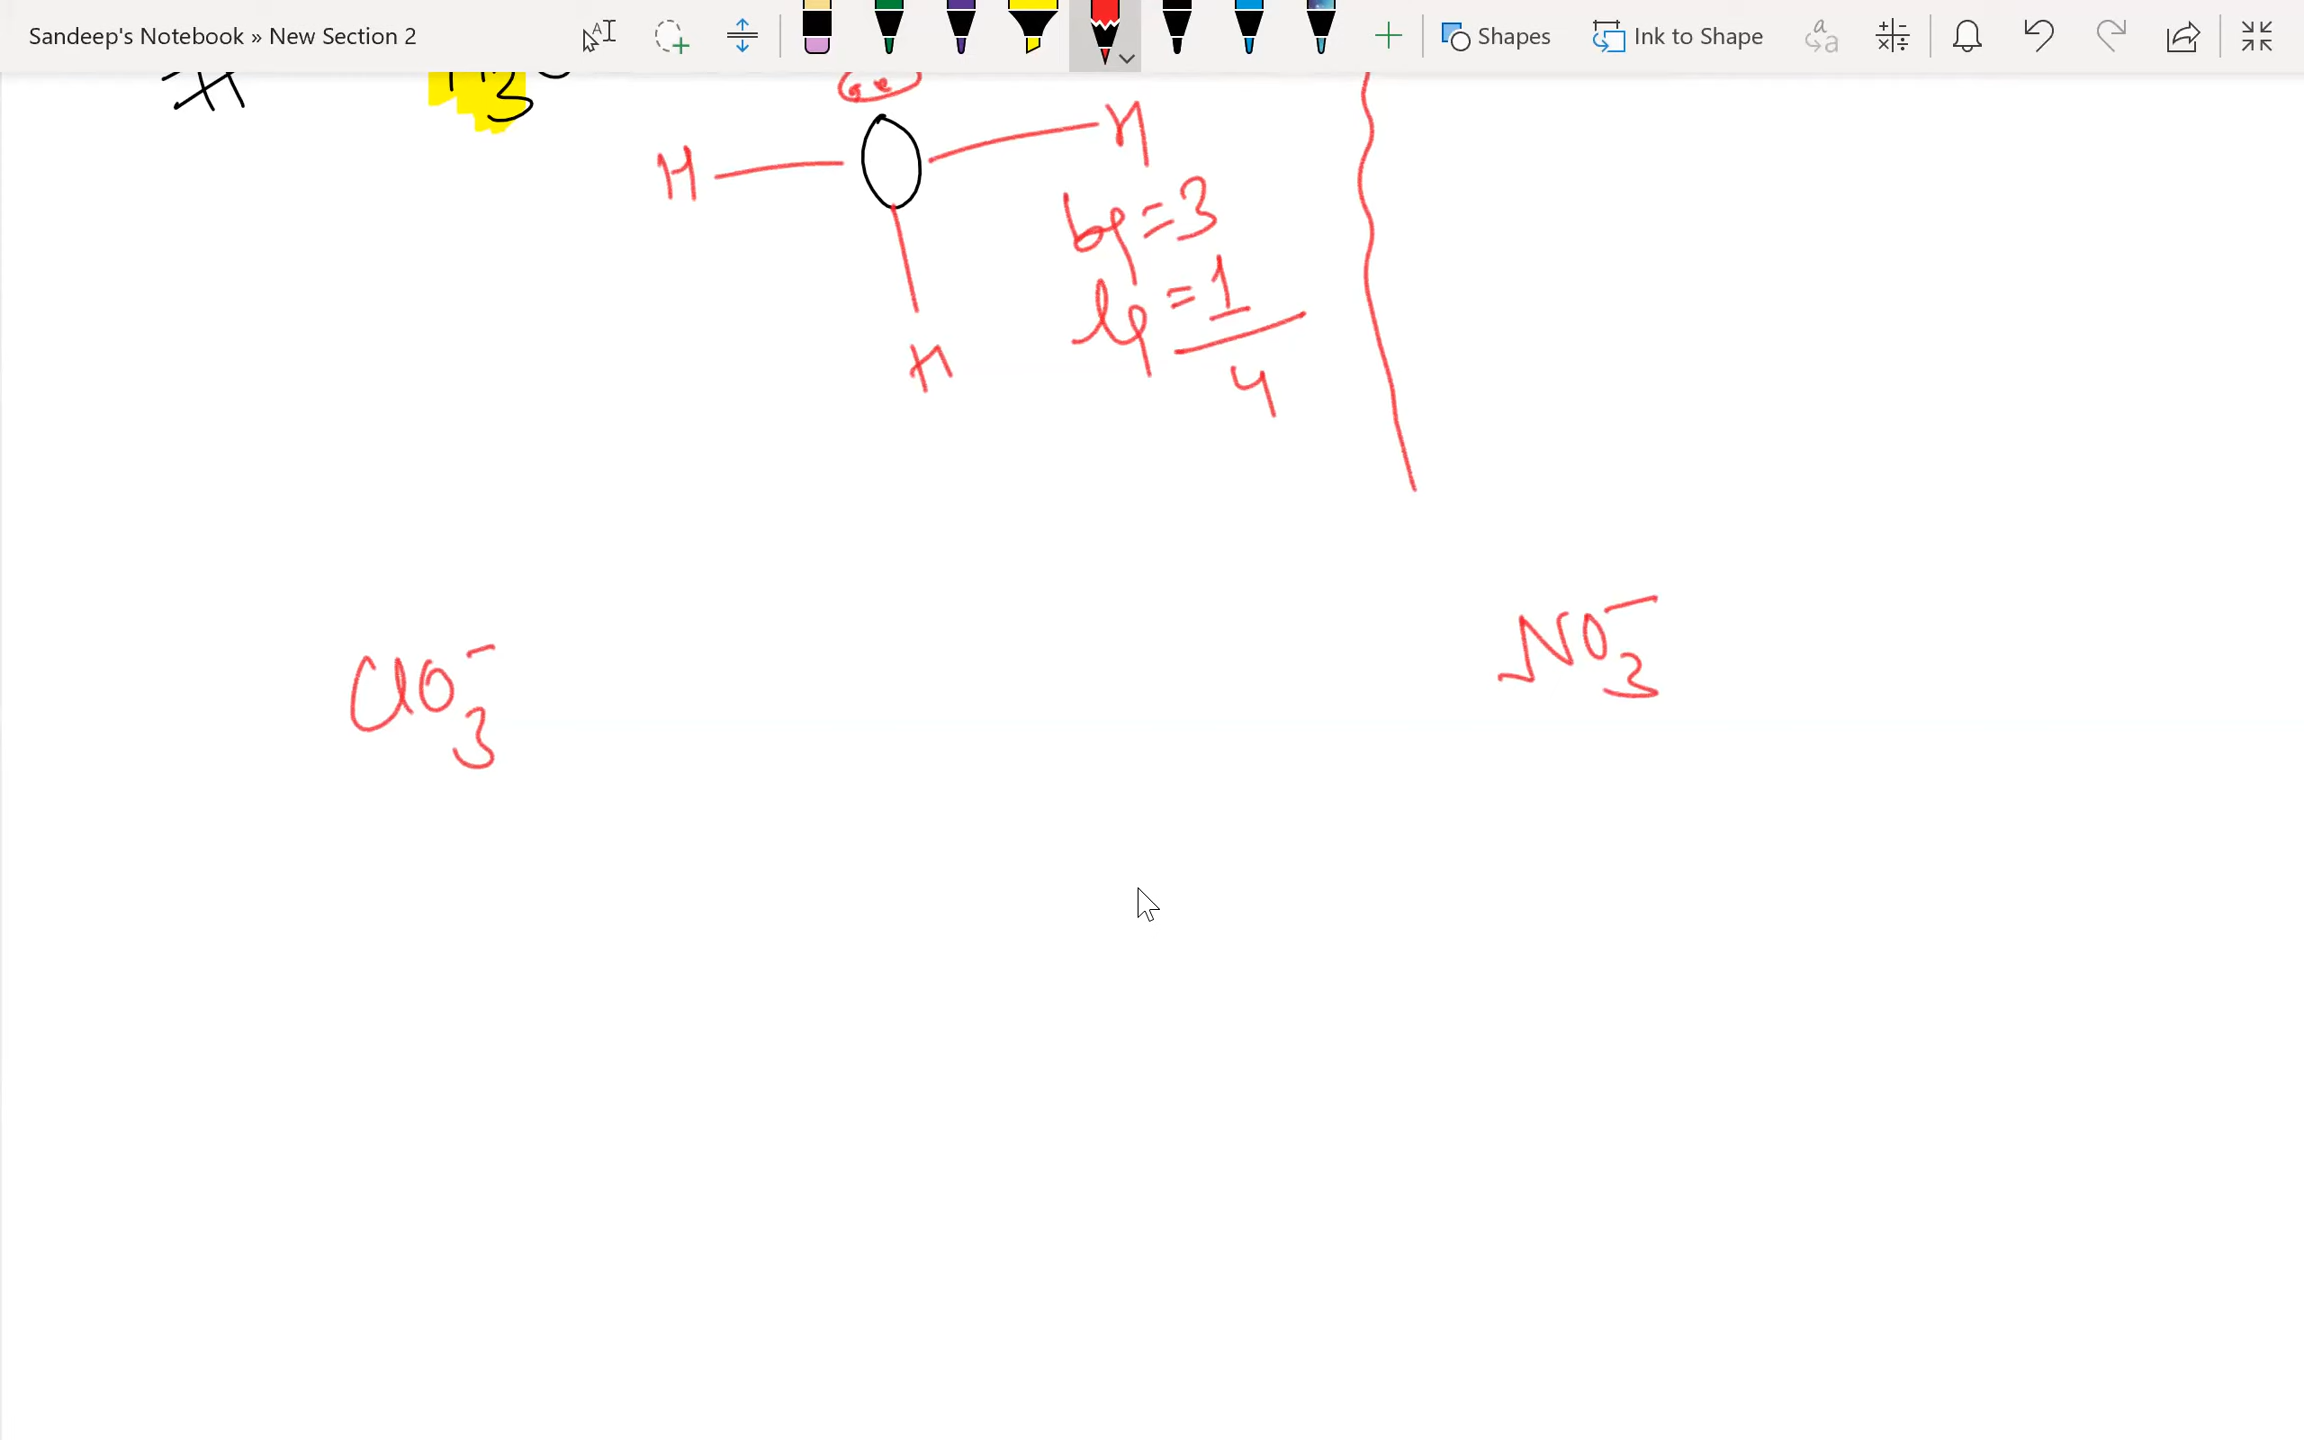 Sandeep's Notebook » New Section 2
Shapes
Ink to Shape
H
H
bp = 3
lp = 1
4
H
ClO3-
NO3-